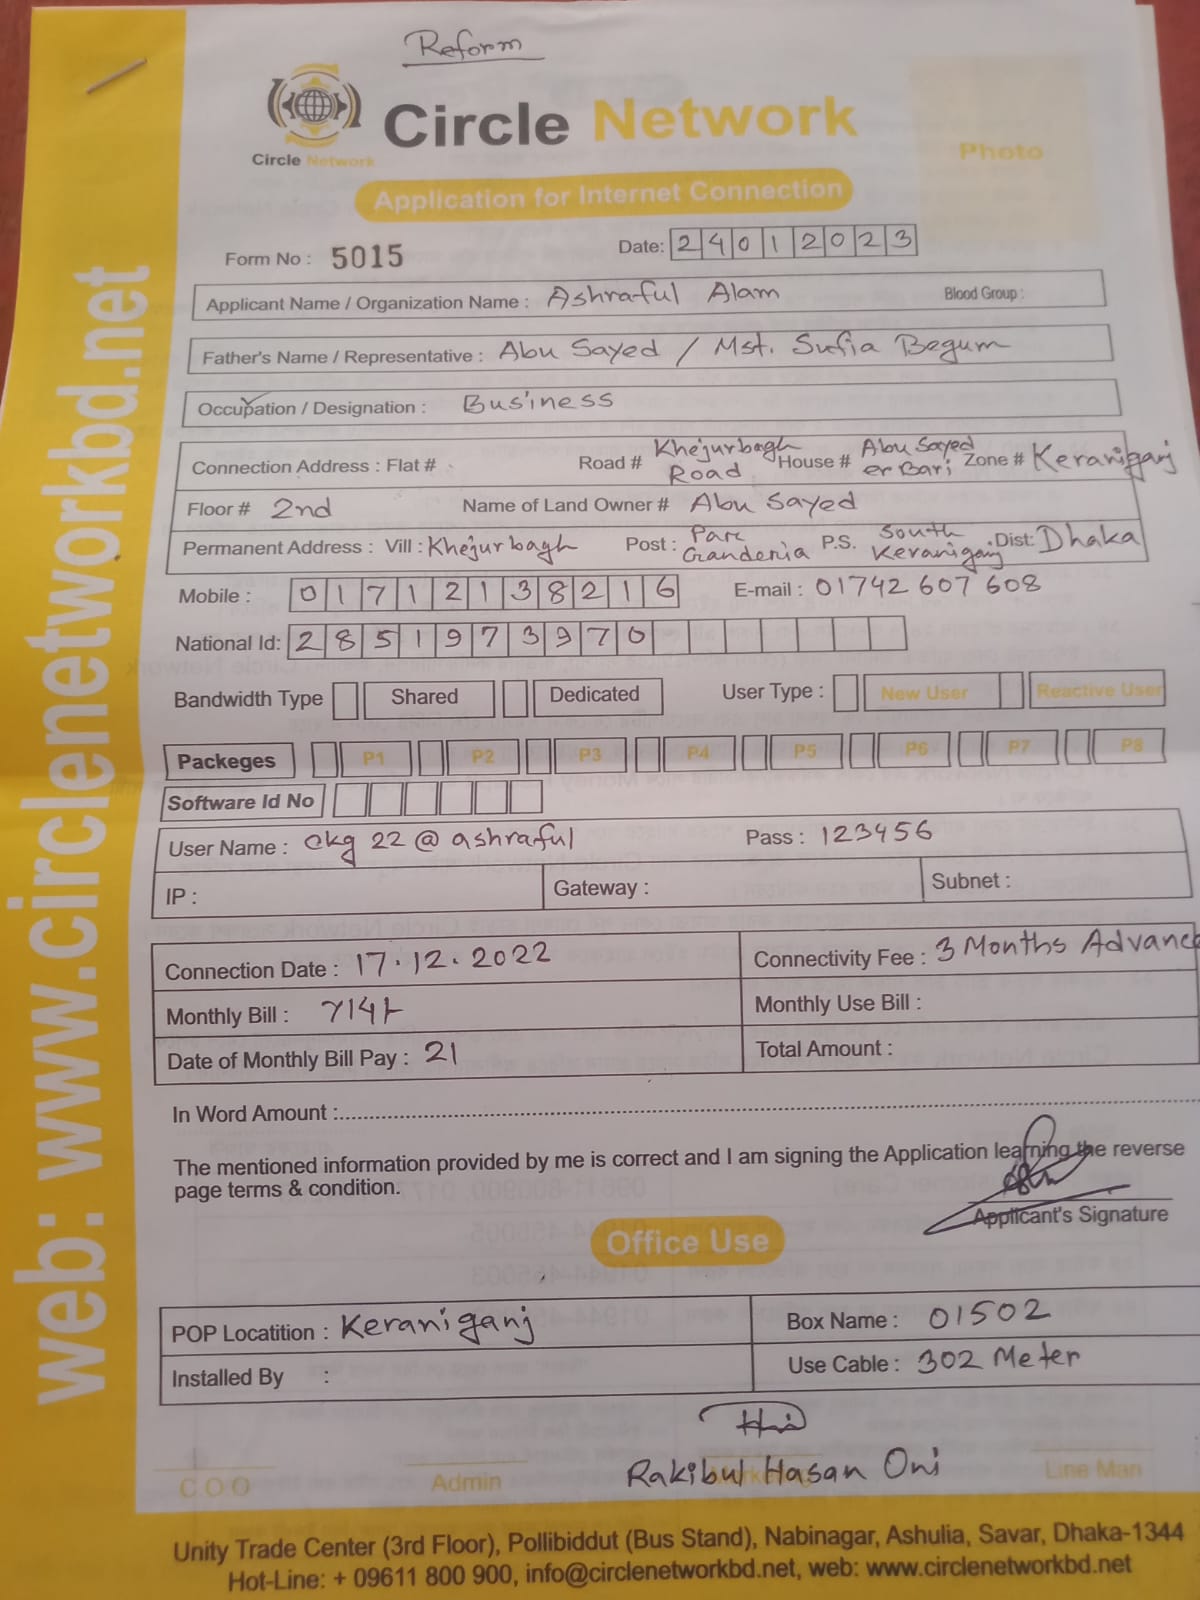 Reform
Circle Network
Circle Network
Photo
Application for Internet Connection
Form No : 5015
Date: 24012023
Applicant Name / Organization Name : Ashraful Alam Blood Group :
Father's Name / Representative : Abu Sayed / Mst. Sufia Begum
Occupation / Designation : Business
Connection Address : Flat # Road # Khejurbagh Road House # Abu Sayed er Bari Zone # Keraniganj
Floor # 2nd Name of Land Owner # Abu Sayed
Permanent Address : Vill : Khejurbagh Post : Par Gandenia P.S. South Keraniganj Dist: Dhaka
Mobile : 01712138216 E-mail : 01742 607 608
National Id: 2851973970
Bandwidth Type Shared Dedicated User Type : New User Reactive User
Packeges P1 P2 P3 P4 P5 P6 P7 P8
Software Id No
User Name : ckg 22 @ ashraful Pass : 123456
IP : Gateway : Subnet :
Connection Date : 17.12.2022 Connectivity Fee : 3 Months Advance
Monthly Bill : 714/- Monthly Use Bill :
Date of Monthly Bill Pay : 21 Total Amount :
In Word Amount :
The mentioned information provided by me is correct and I am signing the Application learning the reverse
page terms & condition.
Applicant's Signature
Office Use
POP Locatition : Keraniganj Box Name : 01502
Installed By : Use Cable : 302 Meter
C O O Admin Rakibul Hasan Oni Line Man
Unity Trade Center (3rd Floor), Pollibiddut (Bus Stand), Nabinagar, Ashulia, Savar, Dhaka-1344
Hot-Line: + 09611 800 900, info@circlenetworkbd.net, web: www.circlenetworkbd.net
web: www.circlenetworkbd.net